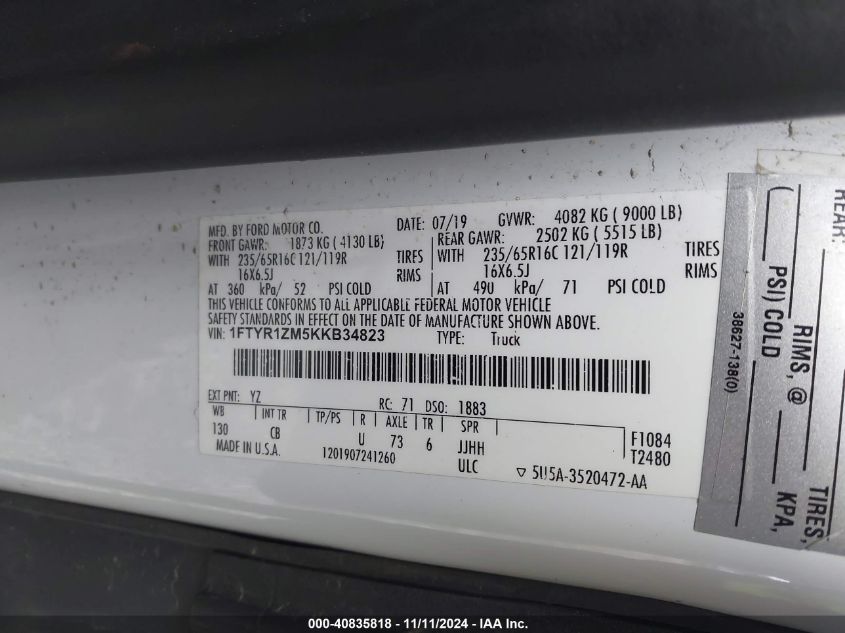 MFD. BY FORD MOTOR CO. DATE: 07/19 GVWR: 4082 KG ( 9000 LB)
FRONT GAWR: 1873 KG ( 4130 LB) REAR GAWR: 2502 KG ( 5515 LB)
WITH 235/65R16C 121/119R TIRES WITH 235/65R16C 121/119R TIRES
16X6.5J RIMS 16X6.5J RIMS
AT 360 kPa/ 52 PSI COLD AT 490 kPa/ 71 PSI COLD
THIS VEHICLE CONFORMS TO ALL APPLICABLE FEDERAL MOTOR VEHICLE
SAFETY STANDARDS IN EFFECT ON THE DATE OF MANUFACTURE SHOWN ABOVE.
VIN: 1FTYR1ZM5KKB34823 TYPE: Truck
EXT PNT: YZ RC: 71 DSO: 1883
WB INT TR TP/PS R AXLE TR SPR
130 CB U 73 6 JJHH F1084
MADE IN U.S.A. 1201907241260 ULC T2480
▽ 5U5A-3520472-AA
REAR:
( PSI) COLD
RIMS, @
TIRES,
KPA,
38627-138(0)
000-40835818 - 11/11/2024 - IAA Inc.